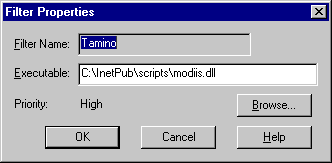 Filter Properties
Filter Name: Tamino
Executable: C:\InetPub\scripts\modiis.dll
Priority: High
Browse...
OK Cancel Help